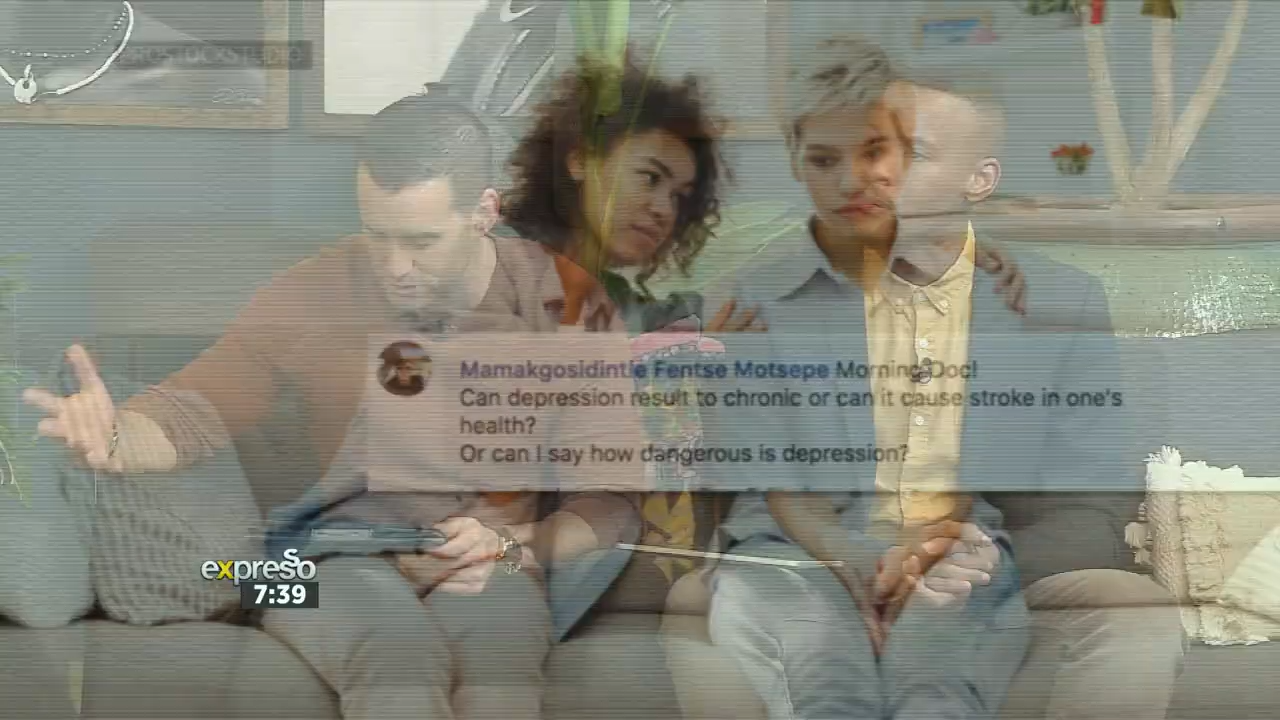 Mamakgosidintle Fentse Motsepe Morning Doc!
Can depression result to chronic or can it cause stroke in one's
health?
Or can I say how dangerous is depression?
expresso
7:39